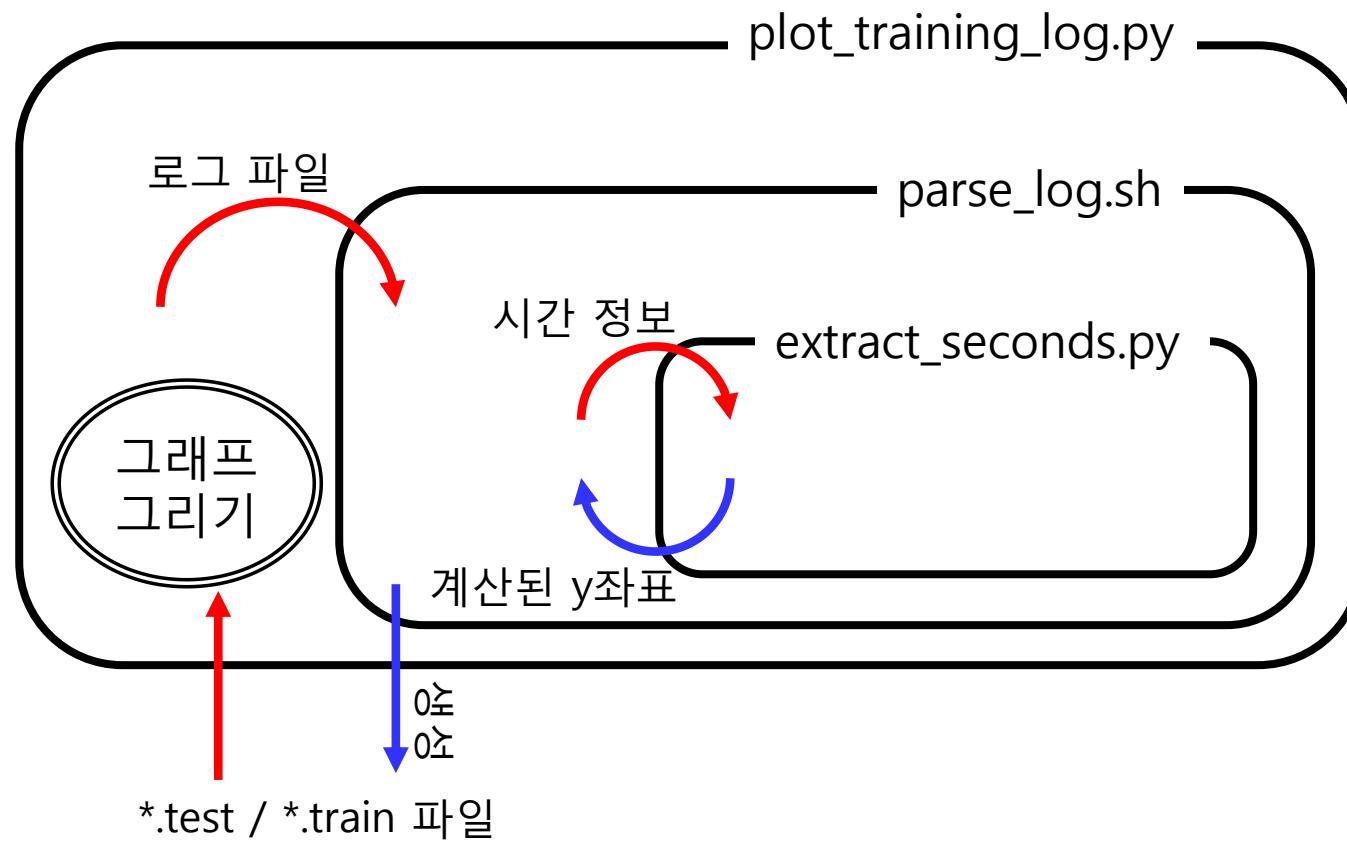 plot_training_log.py
로그 파일
parse_log.sh
시간 정보
extract_seconds.py
그래프
그리기
계산된 y좌표
생성
*.test / *.train 파일